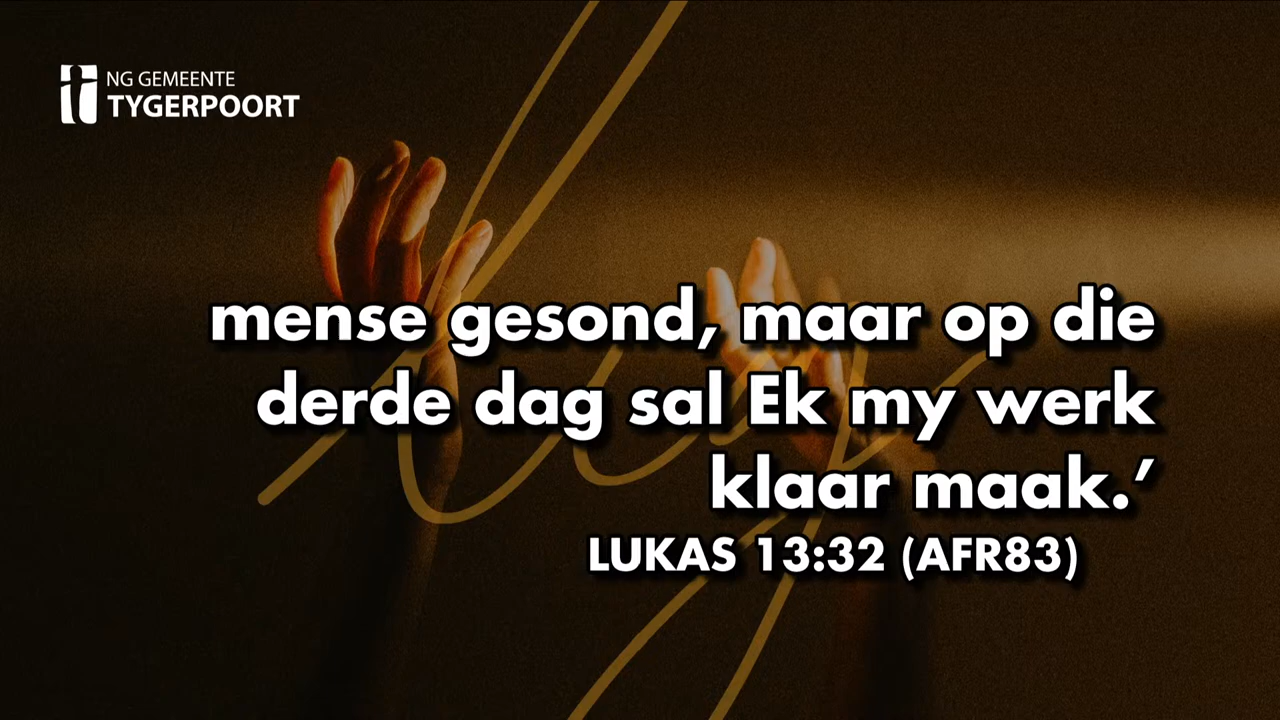 NG GEMEENTE
TYGERPOORT
mense gesond, maar op die
derde dag sal Ek my werk
klaar maak.’
LUKAS 13:32 (AFR83)